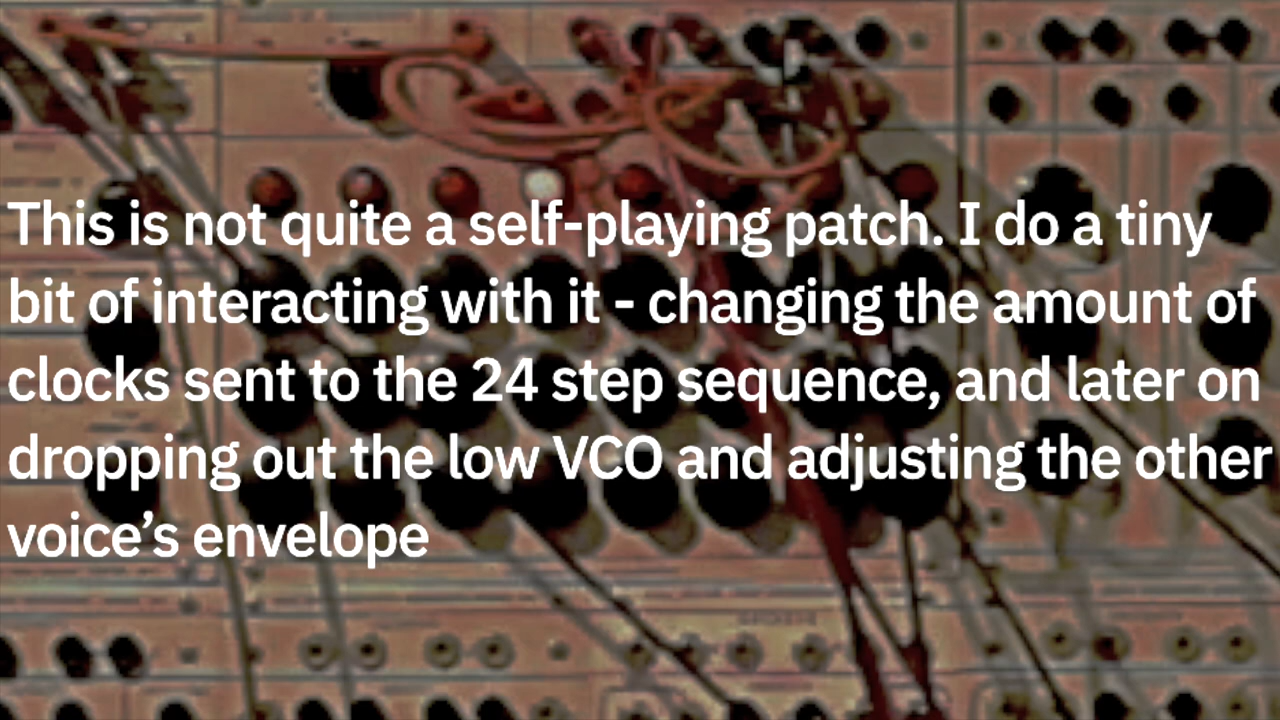 This is not quite a self-playing patch. I do a tiny
bit of interacting with it - changing the amount of
clocks sent to the 24 step sequence, and later on
dropping out the low VCO and adjusting the other
voice’s envelope